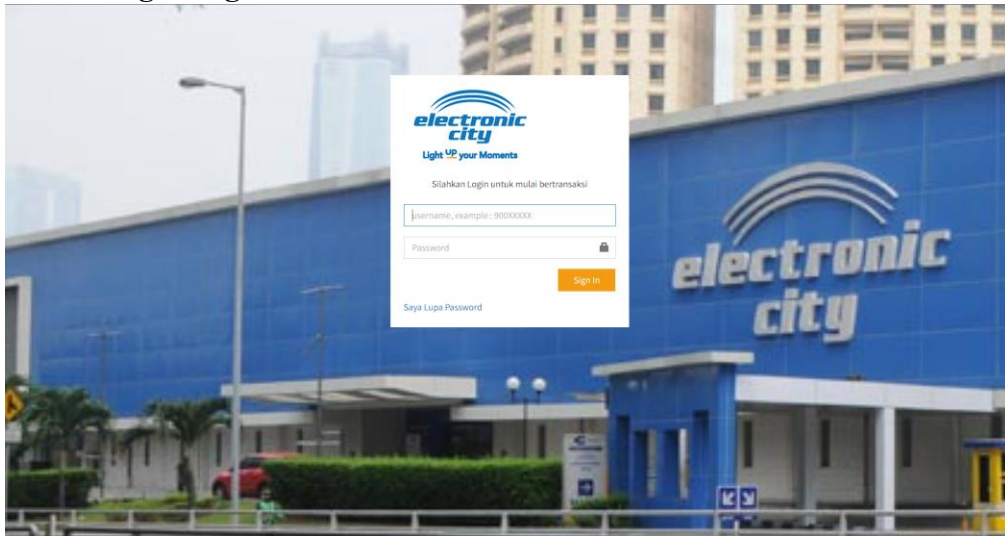 electronic
city
Light UP your Moments
Silahkan Login untuk mulai bertransaksi
username, example : 900XXXXX
Password
Sign In
Saya Lupa Password
electronic
city